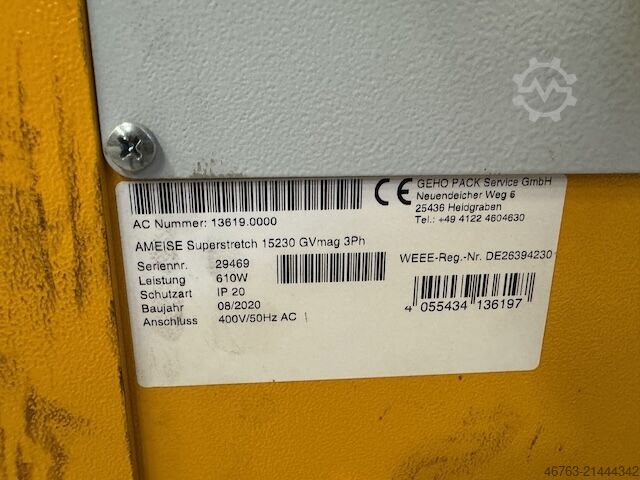 CE
GEHO PACK Service GmbH
Neuendeicher Weg 6
25436 Heidgraben
Tel.: +49 4122 4604630
AC Nummer: 13619.0000
AMEISE Superstretch 15230 GVmag 3Ph
Seriennr. 29469
WEEE-Reg.-Nr. DE26394230
Leistung 610W
Schutzart IP 20
Baujahr 08/2020
Anschluss 400V/50Hz AC
4 055434 136197
46763-21444342